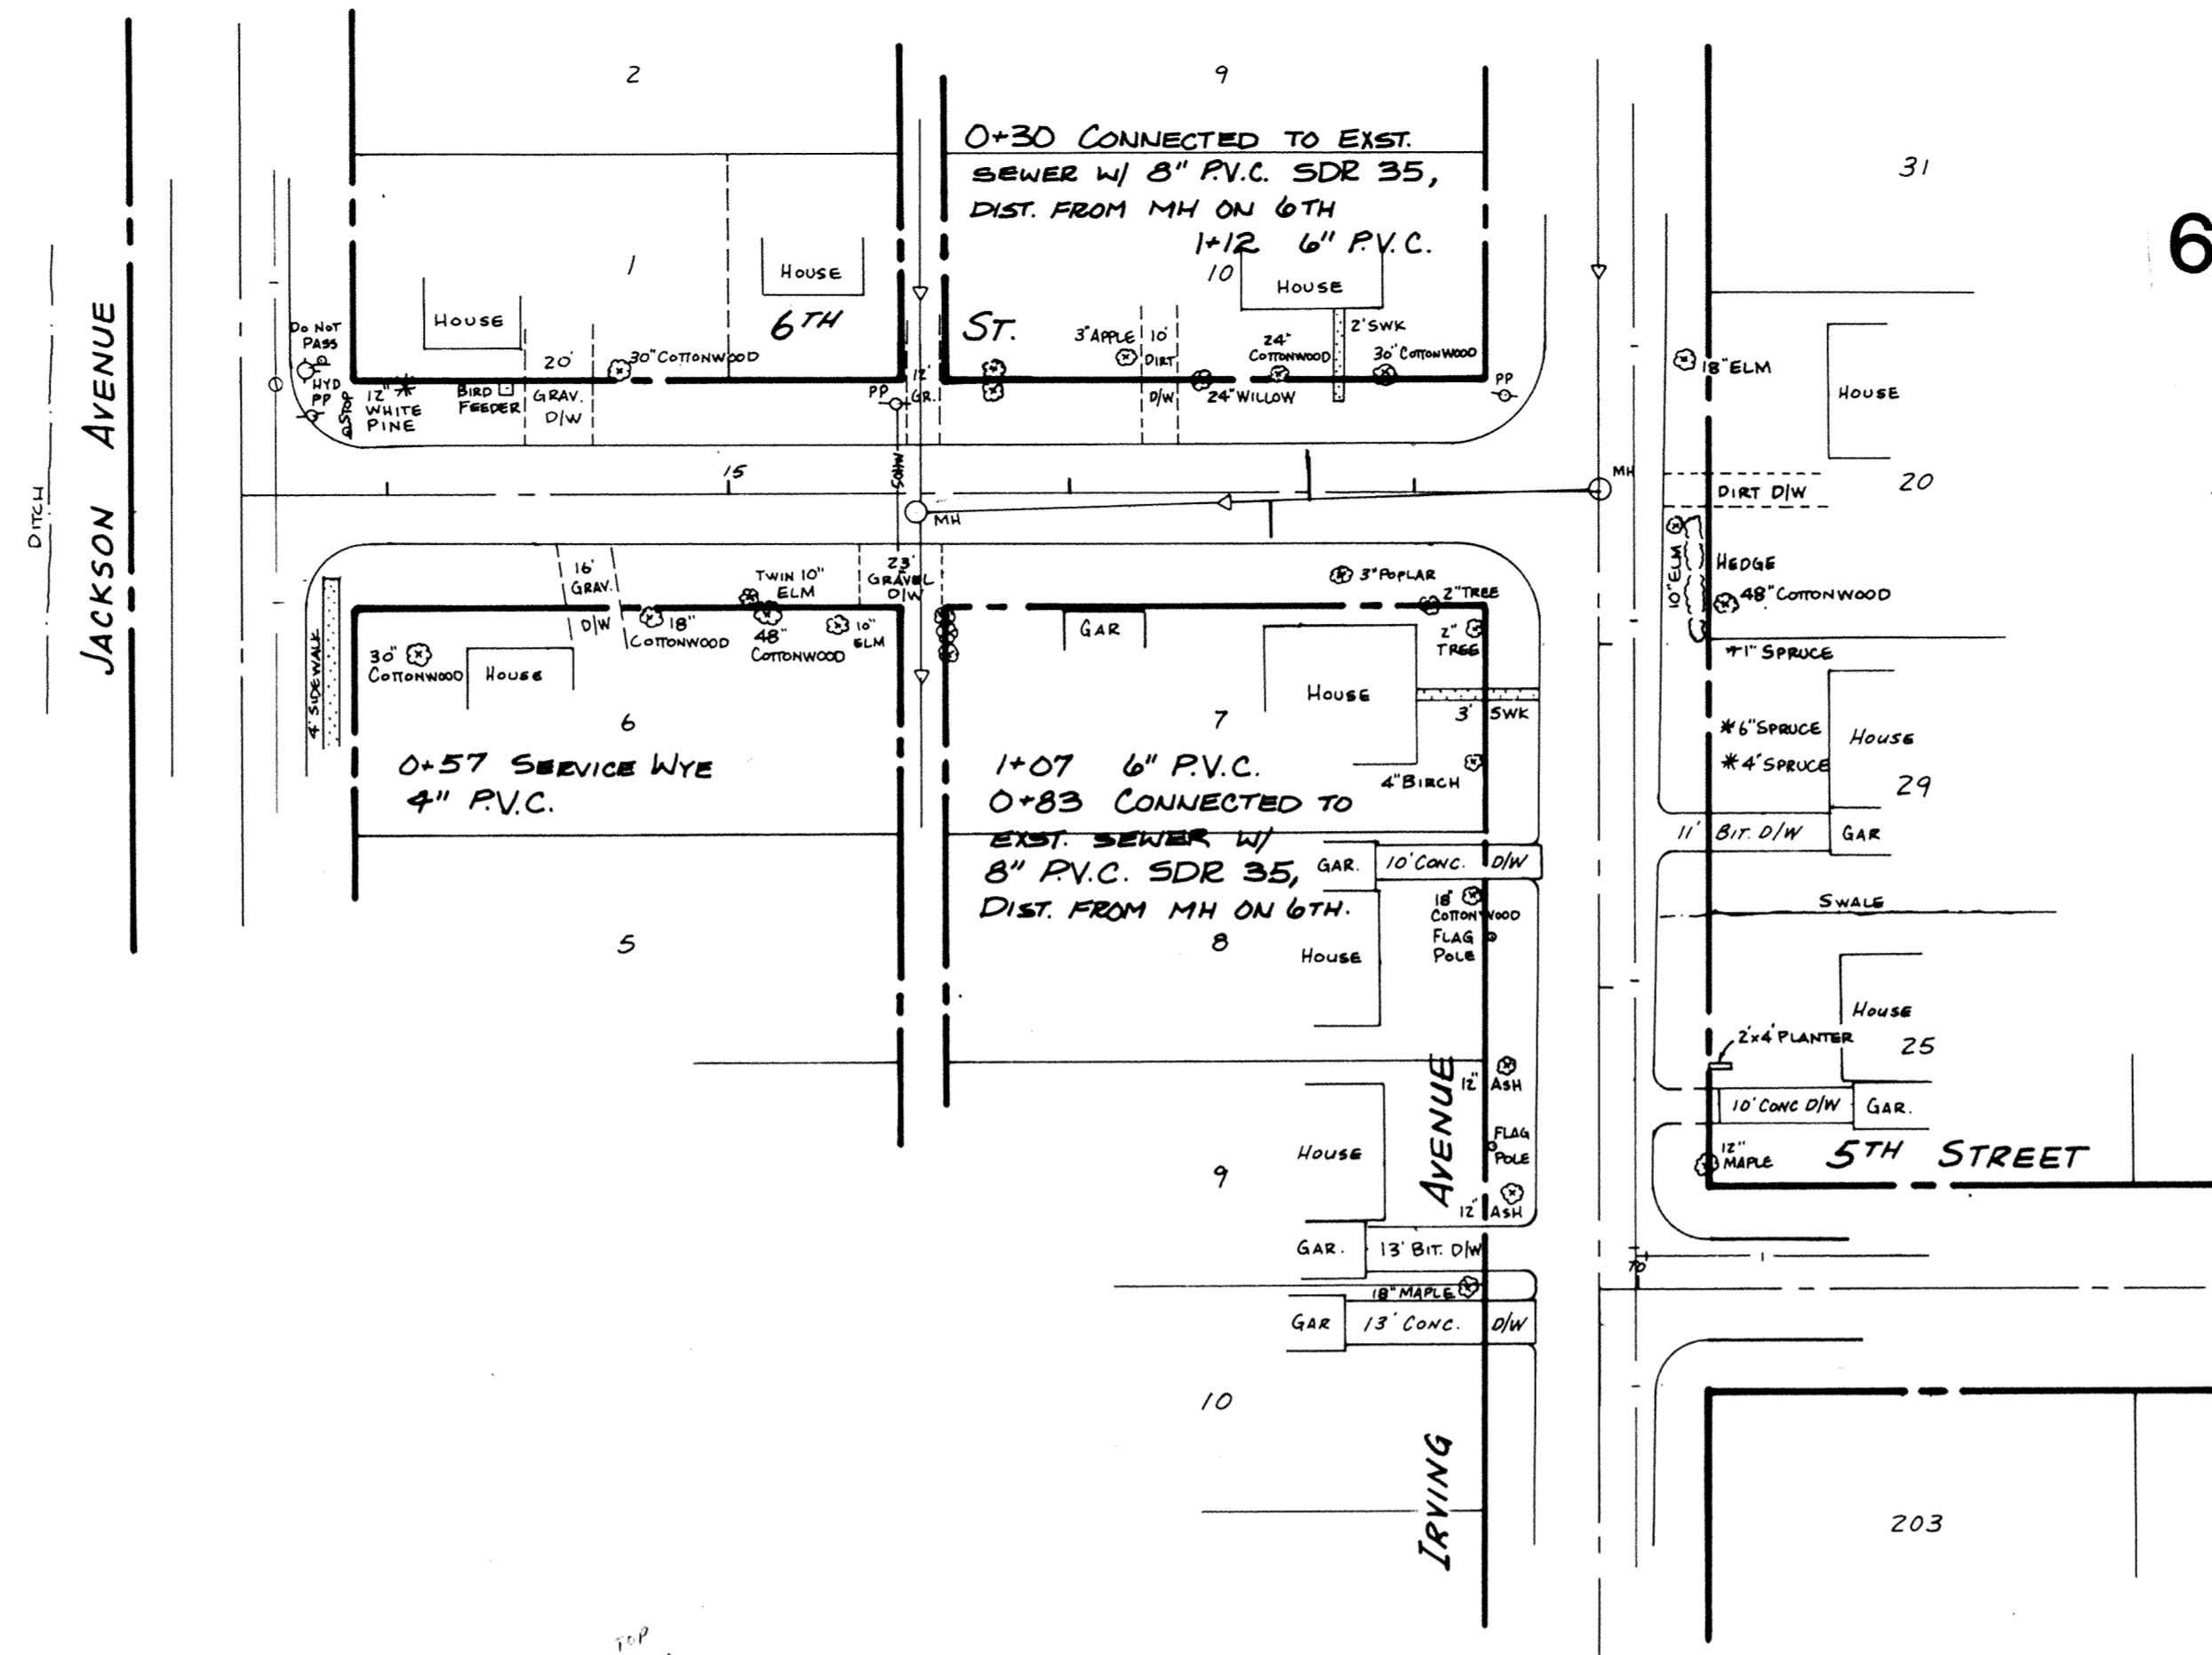 2
9
0+30 CONNECTED TO EXST.
SEWER W/ 8" P.V.C. SDR 35,
DIST. FROM MH ON 6TH
1+12 6" P.V.C.
31
6
1
10
HOUSE
HOUSE
HOUSE
6TH ST.
DO NOT
PASS
HYD
PP
STOP
12"
WHITE
PINE
BIRD
FEEDER
20'
GRAV.
D/W
30" COTTONWOOD
PP
12'
GR.
3" APPLE
10'
DIRT
D/W
24" WILLOW
24"
COTTONWOOD
2' SWK
30" COTTONWOOD
PP
18" ELM
HOUSE
JACKSON AVENUE
DITCH
15
MH
MH
20
DIRT D/W
10" ELM
HEDGE
48" COTTONWOOD
1" SPRUCE
6" SPRUCE
4' SPRUCE
HOUSE
29
11' BIT. D/W
GAR
SWALE
4' SIDEWALK
16'
GRAV.
D/W
TWIN 10"
ELM
23'
GRAVEL
D/W
18"
COTTONWOOD
48"
COTTONWOOD
10"
ELM
30"
COTTONWOOD
HOUSE
6
0+57 SERVICE WYE
4" P.V.C.
5
3" POPLAR
2" TREE
GAR
2"
TREE
HOUSE
3' SWK
7
4" BIRCH
1+07 6" P.V.C.
0+83 CONNECTED TO
EXST. SEWER W/
8" P.V.C. SDR 35,
DIST. FROM MH ON 6TH.
GAR.
10' CONC. D/W
18"
COTTONWOOD
FLAG
POLE
8
HOUSE
HOUSE
2'x4' PLANTER
25
10' CONC D/W
GAR.
12"
MAPLE
5TH STREET
12" ASH
FLAG
POLE
HOUSE
9
12" ASH
GAR.
13' BIT. D/W
18" MAPLE
GAR
13' CONC. D/W
70
10
IRVING AVENUE
203
TOP